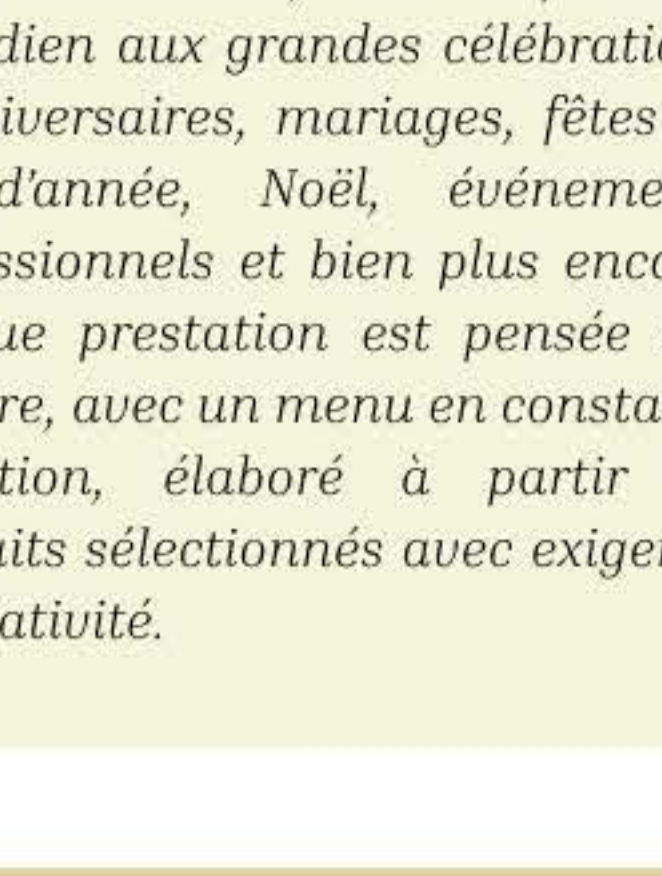 dien aux grandes célébratio
iversaires, mariages, fêtes
d’année, Noël, événeme
ssionnels et bien plus enco
ue prestation est pensée
re, avec un menu en consta
tion, élaboré à partir
its sélectionnés avec exige
ativité.